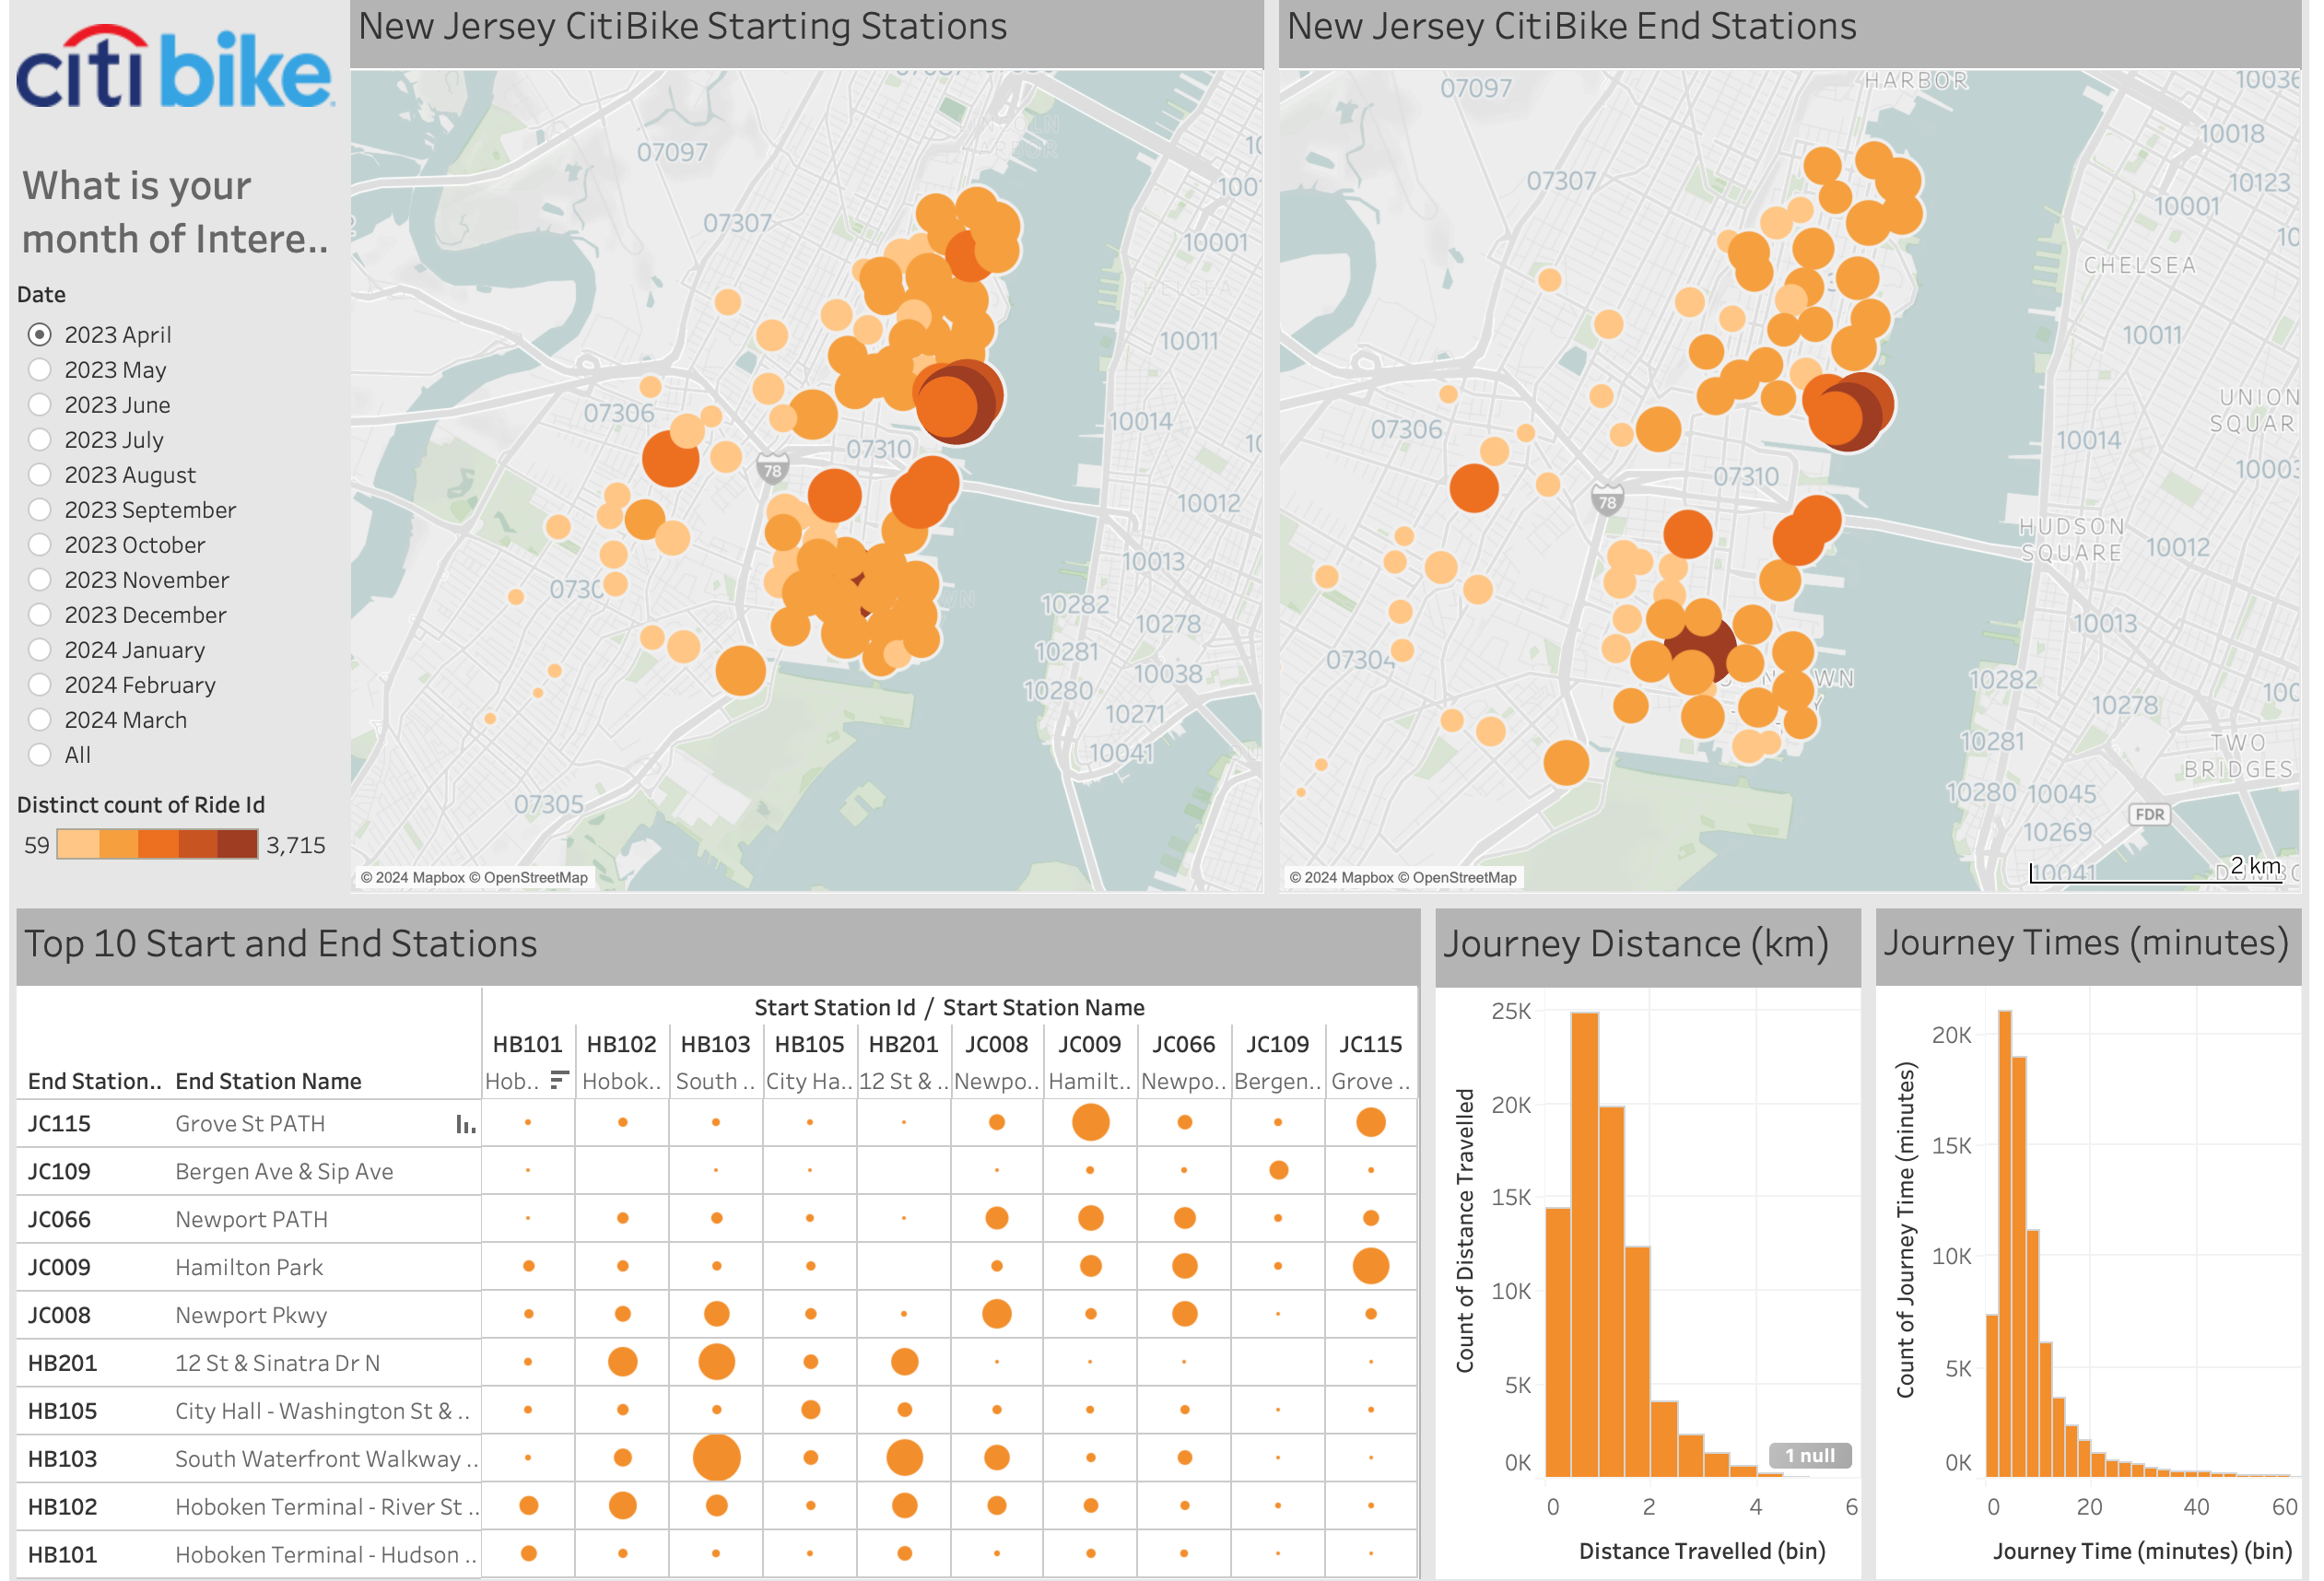 citi bike
What is your
month of Intere..
Date
2023 April
2023 May
2023 June
2023 July
2023 August
2023 September
2023 October
2023 November
2023 December
2024 January
2024 February
2024 March
All
Distinct count of Ride Id
59 3,715
New Jersey CitiBike Starting Stations
07097
07307
10001
10011
07306
10014
07310
78
10012
10013
10282
10278
10281
10038
10280
10271
10041
07305
© 2024 Mapbox © OpenStreetMap
New Jersey CitiBike End Stations
HARBOR
07097
10018
07307
10123
10001
CHELSEA
10011
UNION
07306
10014
07310
78
HUDSON
SQUARE
10012
10013
07304
10282
10278
10281
TWO
BRIDGES
10280 10045
FDR
10269
2 km
10041
© 2024 Mapbox © OpenStreetMap
Top 10 Start and End Stations
Start Station Id / Start Station Name
HB101 HB102 HB103 HB105 HB201 JC008 JC009 JC066 JC109 JC115
End Station.. End Station Name Hob.. Hobok.. South .. City Ha.. 12 St & .. Newpo.. Hamilt.. Newpo.. Bergen.. Grove ..
JC115 Grove St PATH
JC109 Bergen Ave & Sip Ave
JC066 Newport PATH
JC009 Hamilton Park
JC008 Newport Pkwy
HB201 12 St & Sinatra Dr N
HB105 City Hall - Washington St & ..
HB103 South Waterfront Walkway ..
HB102 Hoboken Terminal - River St ..
HB101 Hoboken Terminal - Hudson ..
Journey Distance (km)
Count of Distance Travelled
25K
20K
15K
10K
5K
0K
1 null
0 2 4 6
Distance Travelled (bin)
Journey Times (minutes)
Count of Journey Time (minutes)
20K
15K
10K
5K
0K
0 20 40 60
Journey Time (minutes) (bin)